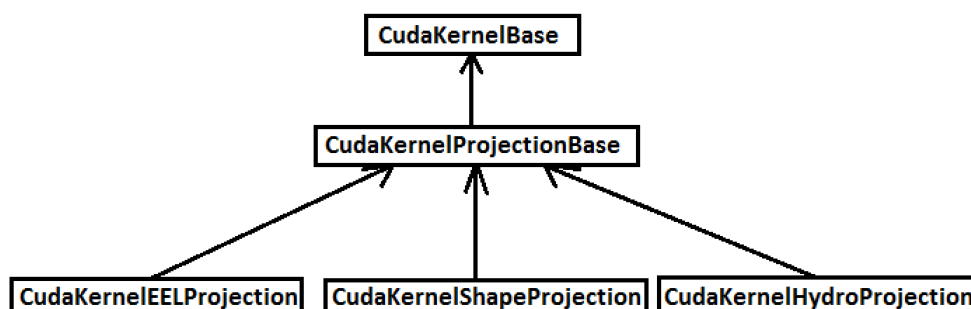 CudaKernelBase
CudaKernelProjectionBase
CudaKernelEELProjection
CudaKernelShapeProjection
CudaKernelHydroProjection